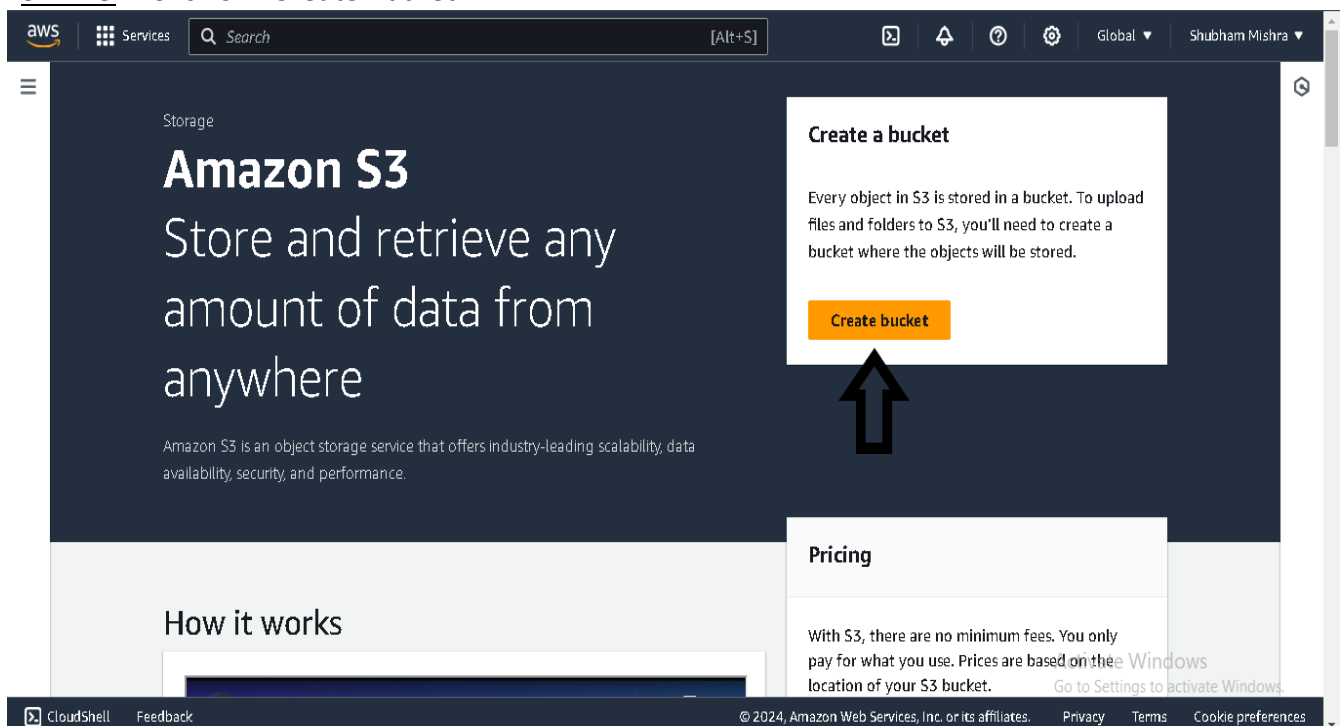 aws
Services
Search
[Alt+S]
Global
Shubham Mishra
Storage
Amazon S3
Store and retrieve any
amount of data from
anywhere
Amazon S3 is an object storage service that offers industry-leading scalability, data
availability, security, and performance.
Create a bucket
Every object in S3 is stored in a bucket. To upload
files and folders to S3, you'll need to create a
bucket where the objects will be stored.
Create bucket
Pricing
With S3, there are no minimum fees. You only
pay for what you use. Prices are based on the
location of your S3 bucket.
How it works
Activate Windows
Go to Settings to activate Windows.
CloudShell
Feedback
© 2024, Amazon Web Services, Inc. or its affiliates.
Privacy
Terms
Cookie preferences